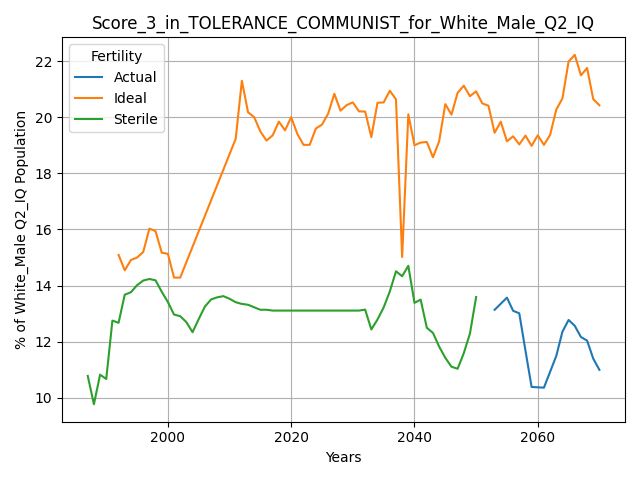 Score_3_in_TOLERANCE_COMMUNIST_for_White_Male_Q2_IQ
Fertility
Actual
Ideal
Sterile
% of White_Male Q2_IQ Population
22
20
18
16
14
12
10
2000
2020
2040
2060
Years